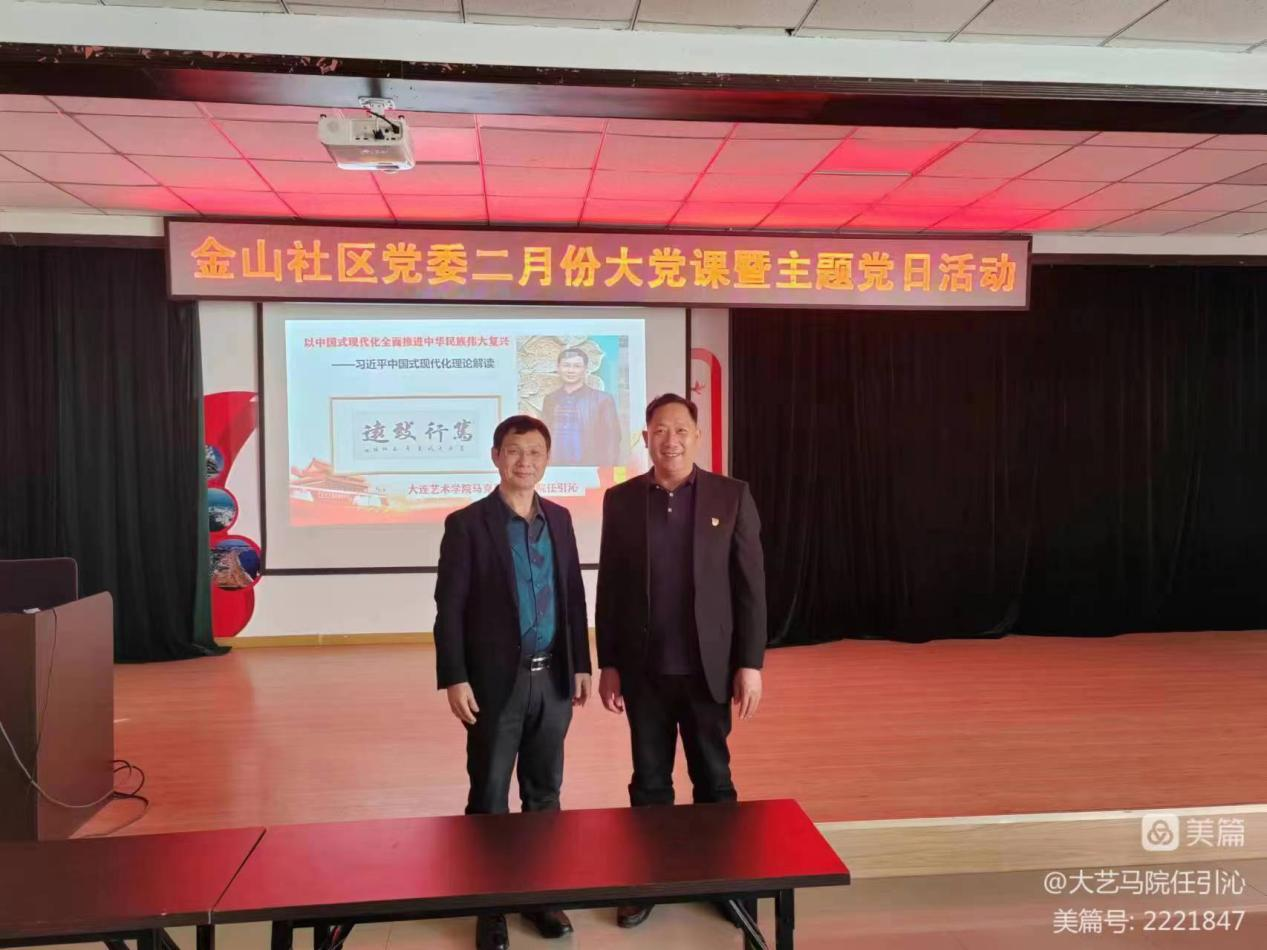 金山社区党委二月份大党课暨主题党日活动
以中国式现代化全面推进中华民族伟大复兴
——习近平中国式现代化理论解读
遠致行篤
大连艺术学院马克
院任引沁
美篇
@大艺马院任引沁
美篇号: 2221847